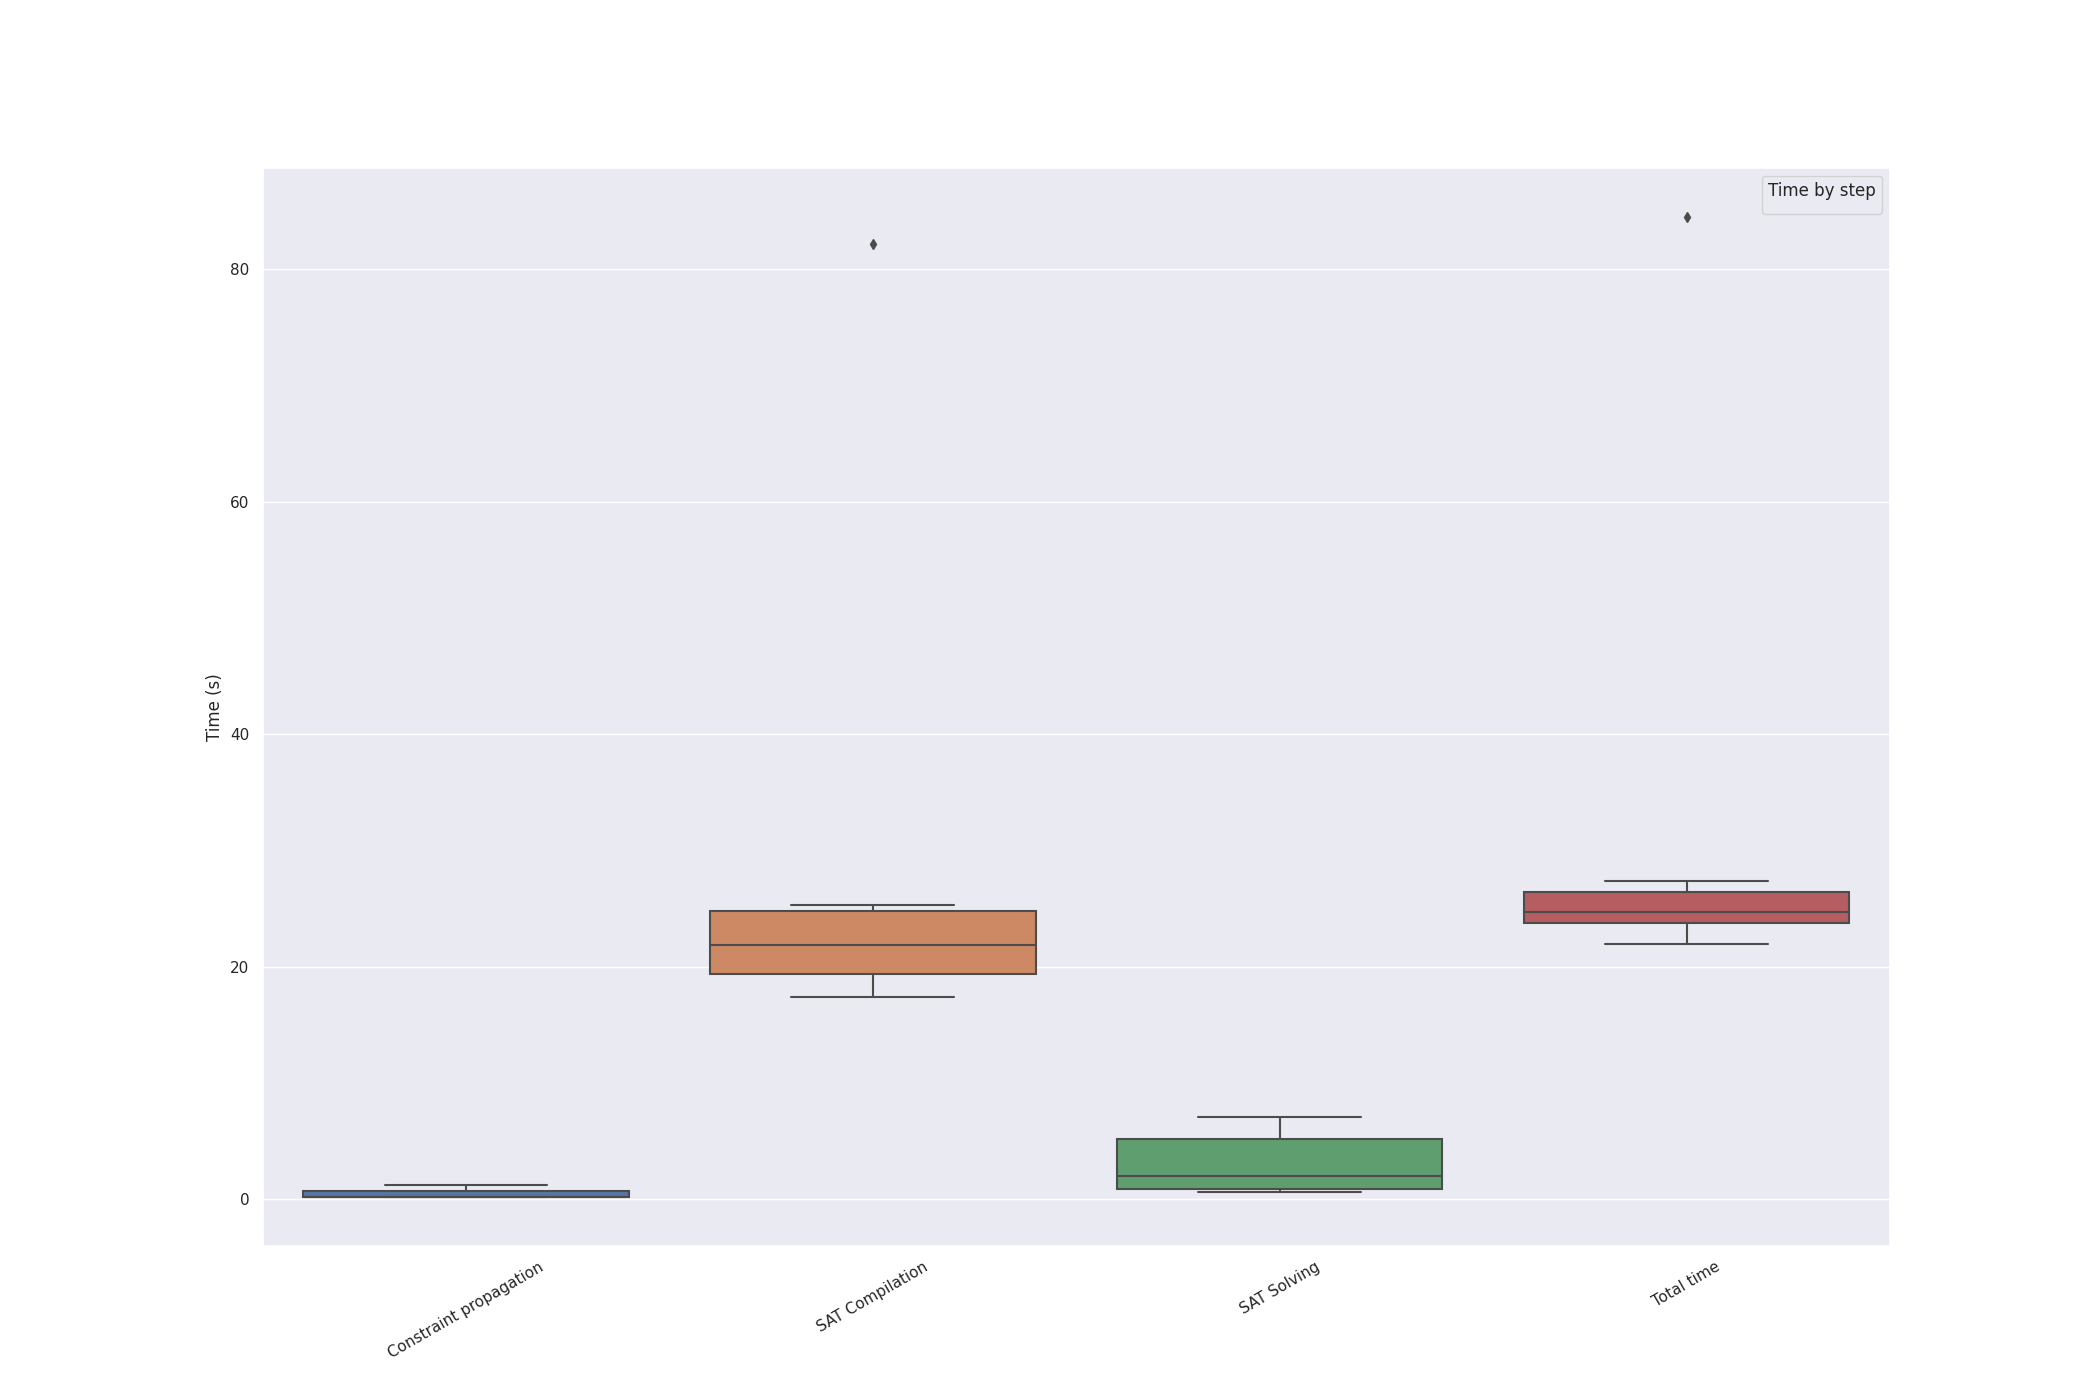 Time by step
Time (s)
80
60
40
20
0
Constraint propagation
SAT Compilation
SAT Solving
Total time